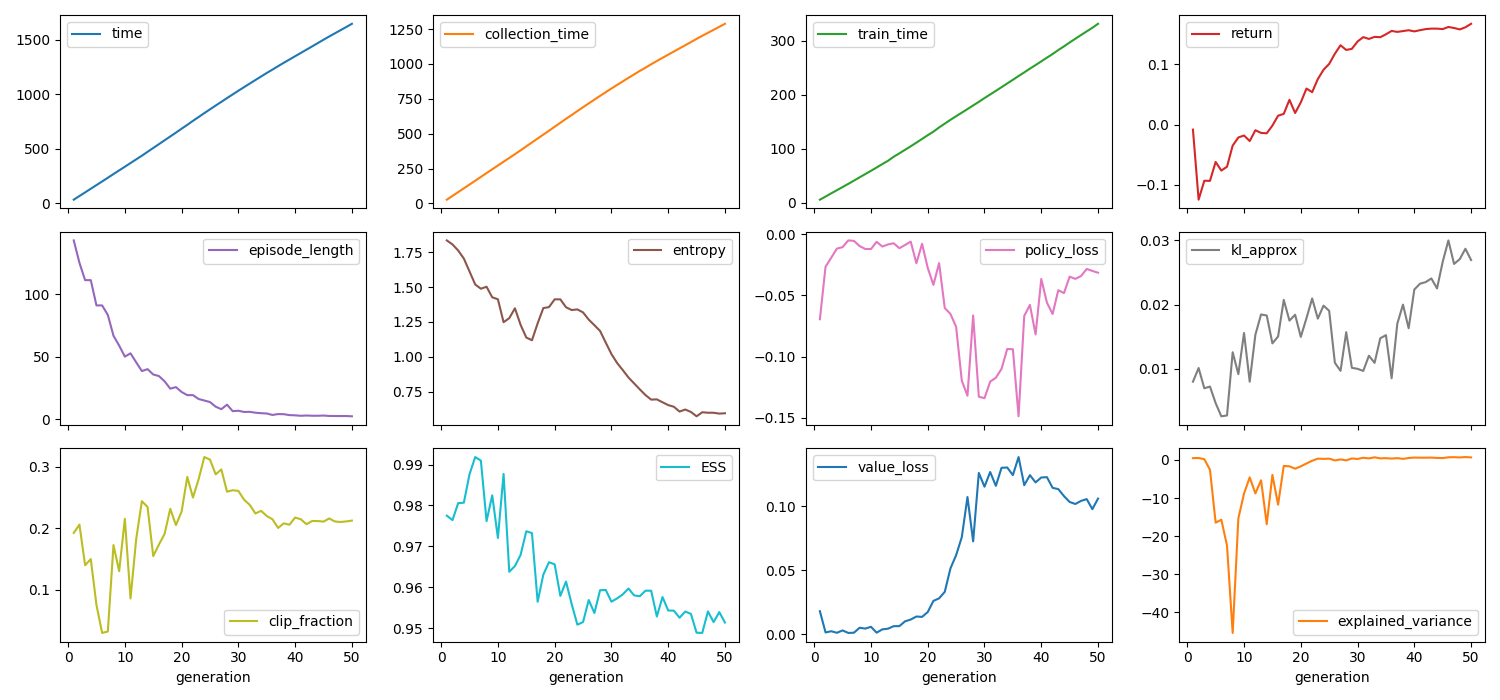 time
0
500
1000
1500
collection_time
0
250
500
750
1000
1250
train_time
0
100
200
300
return
−0.1
0.0
0.1
episode_length
0
50
100
entropy
0.75
1.00
1.25
1.50
1.75
policy_loss
−0.15
−0.10
−0.05
0.00
kl_approx
0.01
0.02
0.03
clip_fraction
0.1
0.2
0.3
0 10 20 30 40 50
generation
ESS
0.95
0.96
0.97
0.98
0.99
0 10 20 30 40 50
generation
value_loss
0.00
0.05
0.10
0 10 20 30 40 50
generation
explained_variance
−40
−30
−20
−10
0
0 10 20 30 40 50
generation